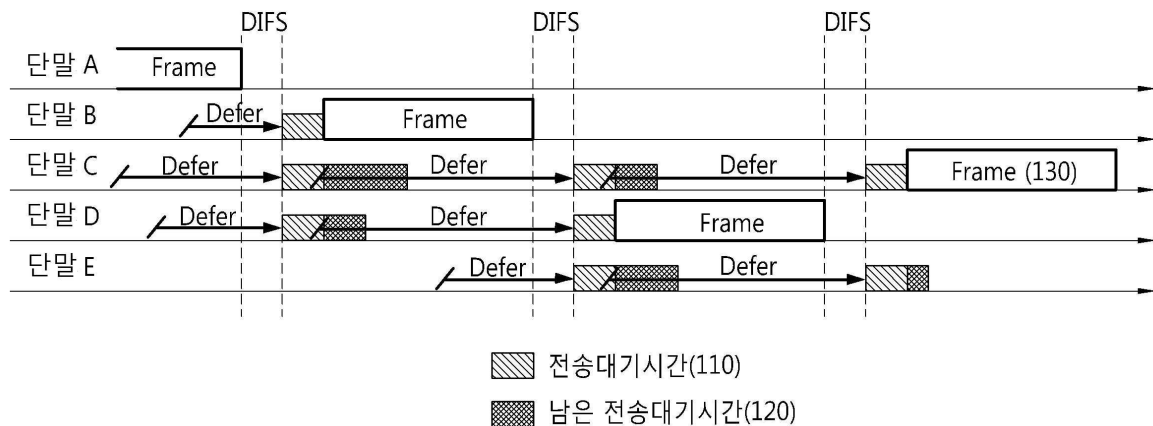 DIFS DIFS DIFS
단말 A Frame
단말 B Defer Frame
단말 C Defer Defer Defer Frame (130)
단말 D Defer Defer Frame
단말 E Defer Defer
전송대기시간(110)
남은 전송대기시간(120)